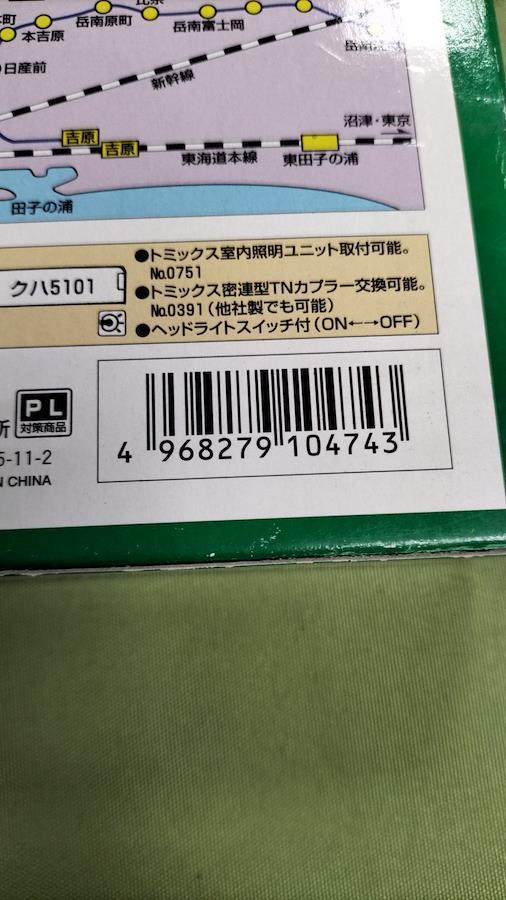 町
比奈
本吉原
岳南原町
岳南富士岡
日産前
新幹線
沼津・東京
吉原
吉原
東海道本線
東田子の浦
田子の浦
●トミックス室内照明ユニット取付可能。
No.0751
クハ5101
●トミックス密連型TNカプラー交換可能。
No.0391(他社製でも可能)
●ヘッドライトスイッチ付(ON←→OFF)
PL
対策商品
所
5-11-2
N CHINA
4 968279 104743